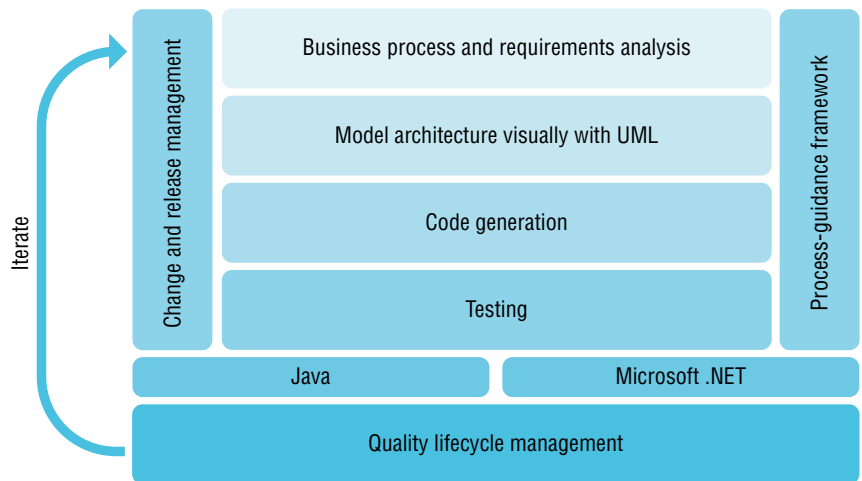 Iterate
Change and release management
Business process and requirements analysis
Model architecture visually with UML
Code generation
Testing
Process-guidance framework
Java
Microsoft .NET
Quality lifecycle management